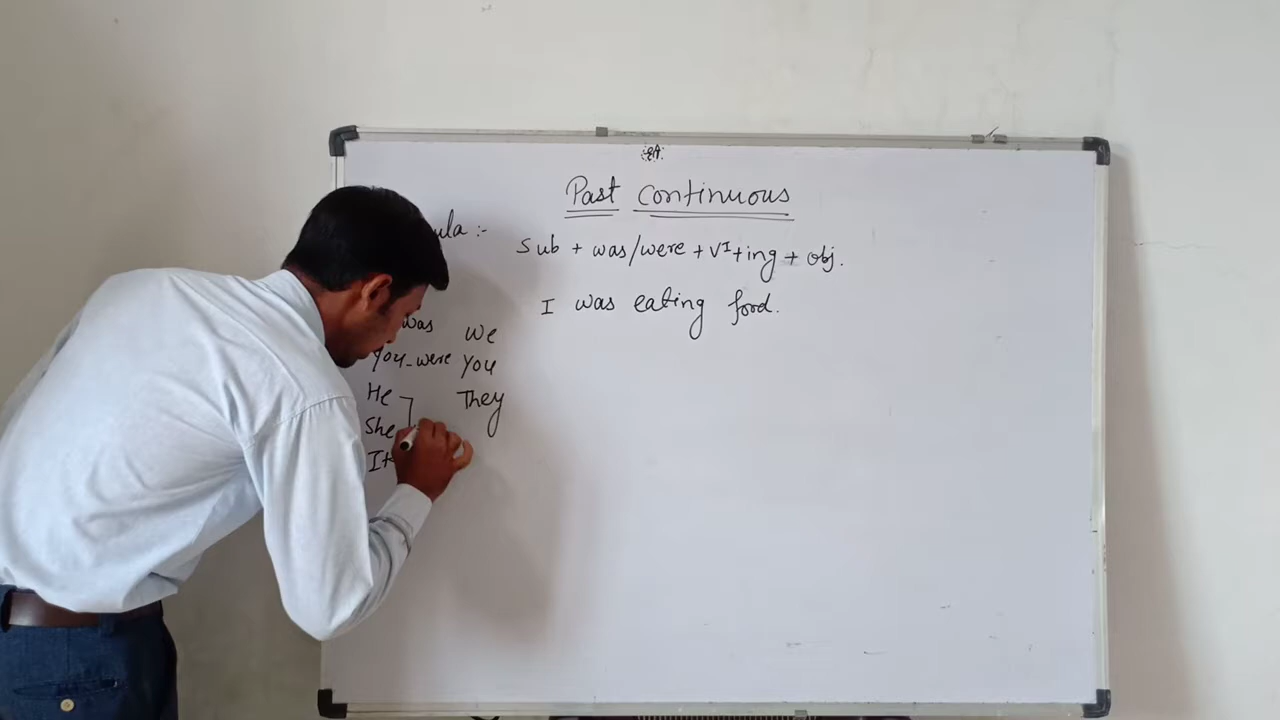 Past Continuous
ula :- Sub + was/were + V^I + ing + obj.
I was eating food.
was We
You - were You
He They
She
It